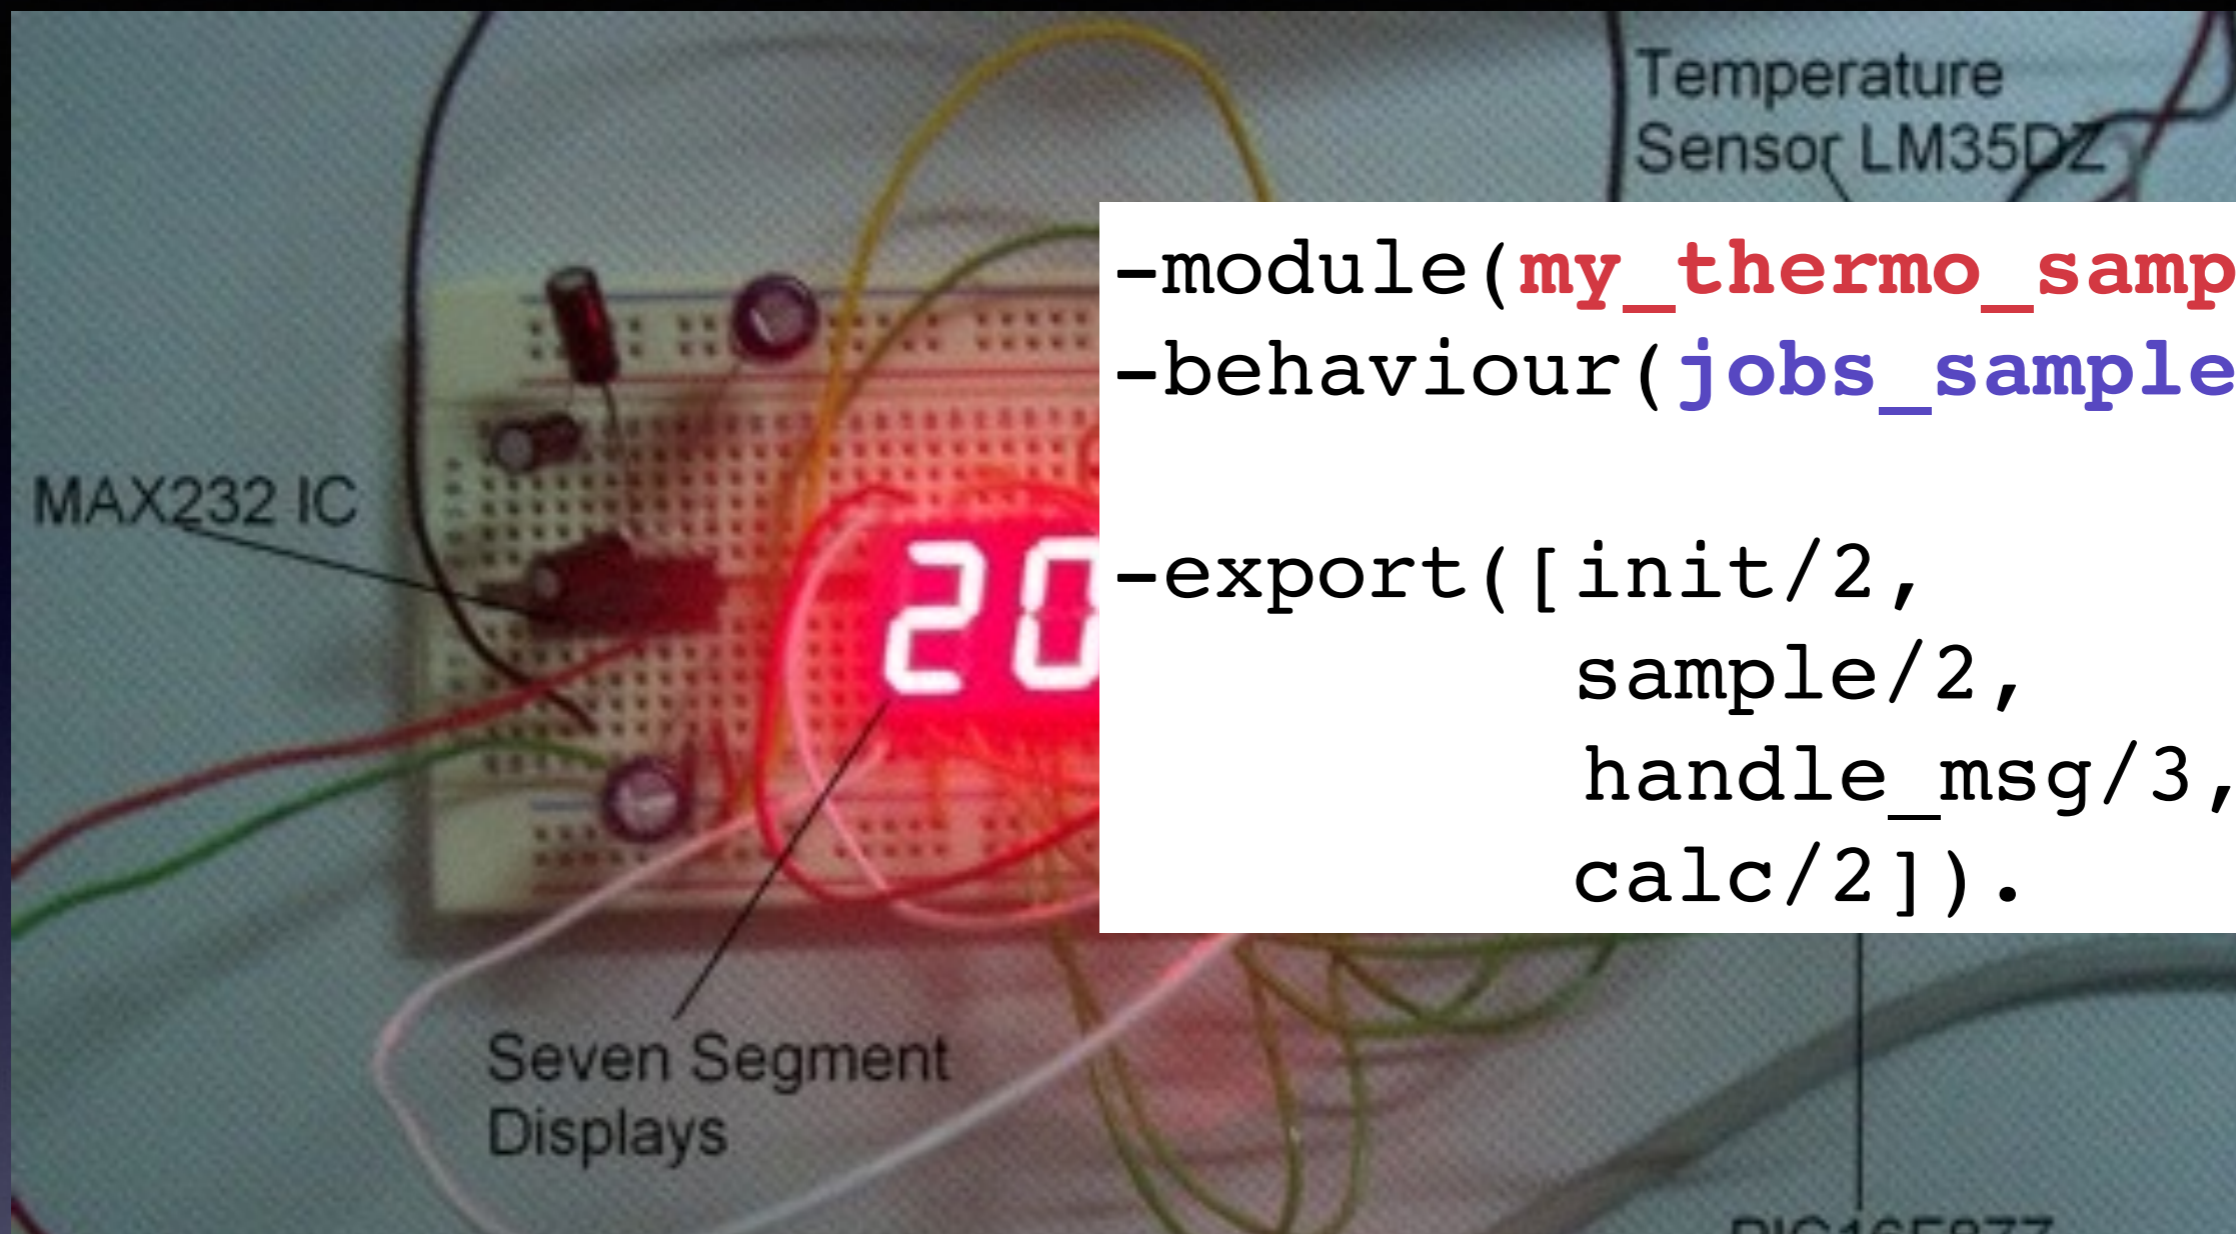 Temperature
Sensor LM35DZ
-module(my_thermo_samp
-behaviour(jobs_sample
-export([init/2,
sample/2,
handle_msg/3,
calc/2]).
MAX232 IC
20
Seven Segment
Displays